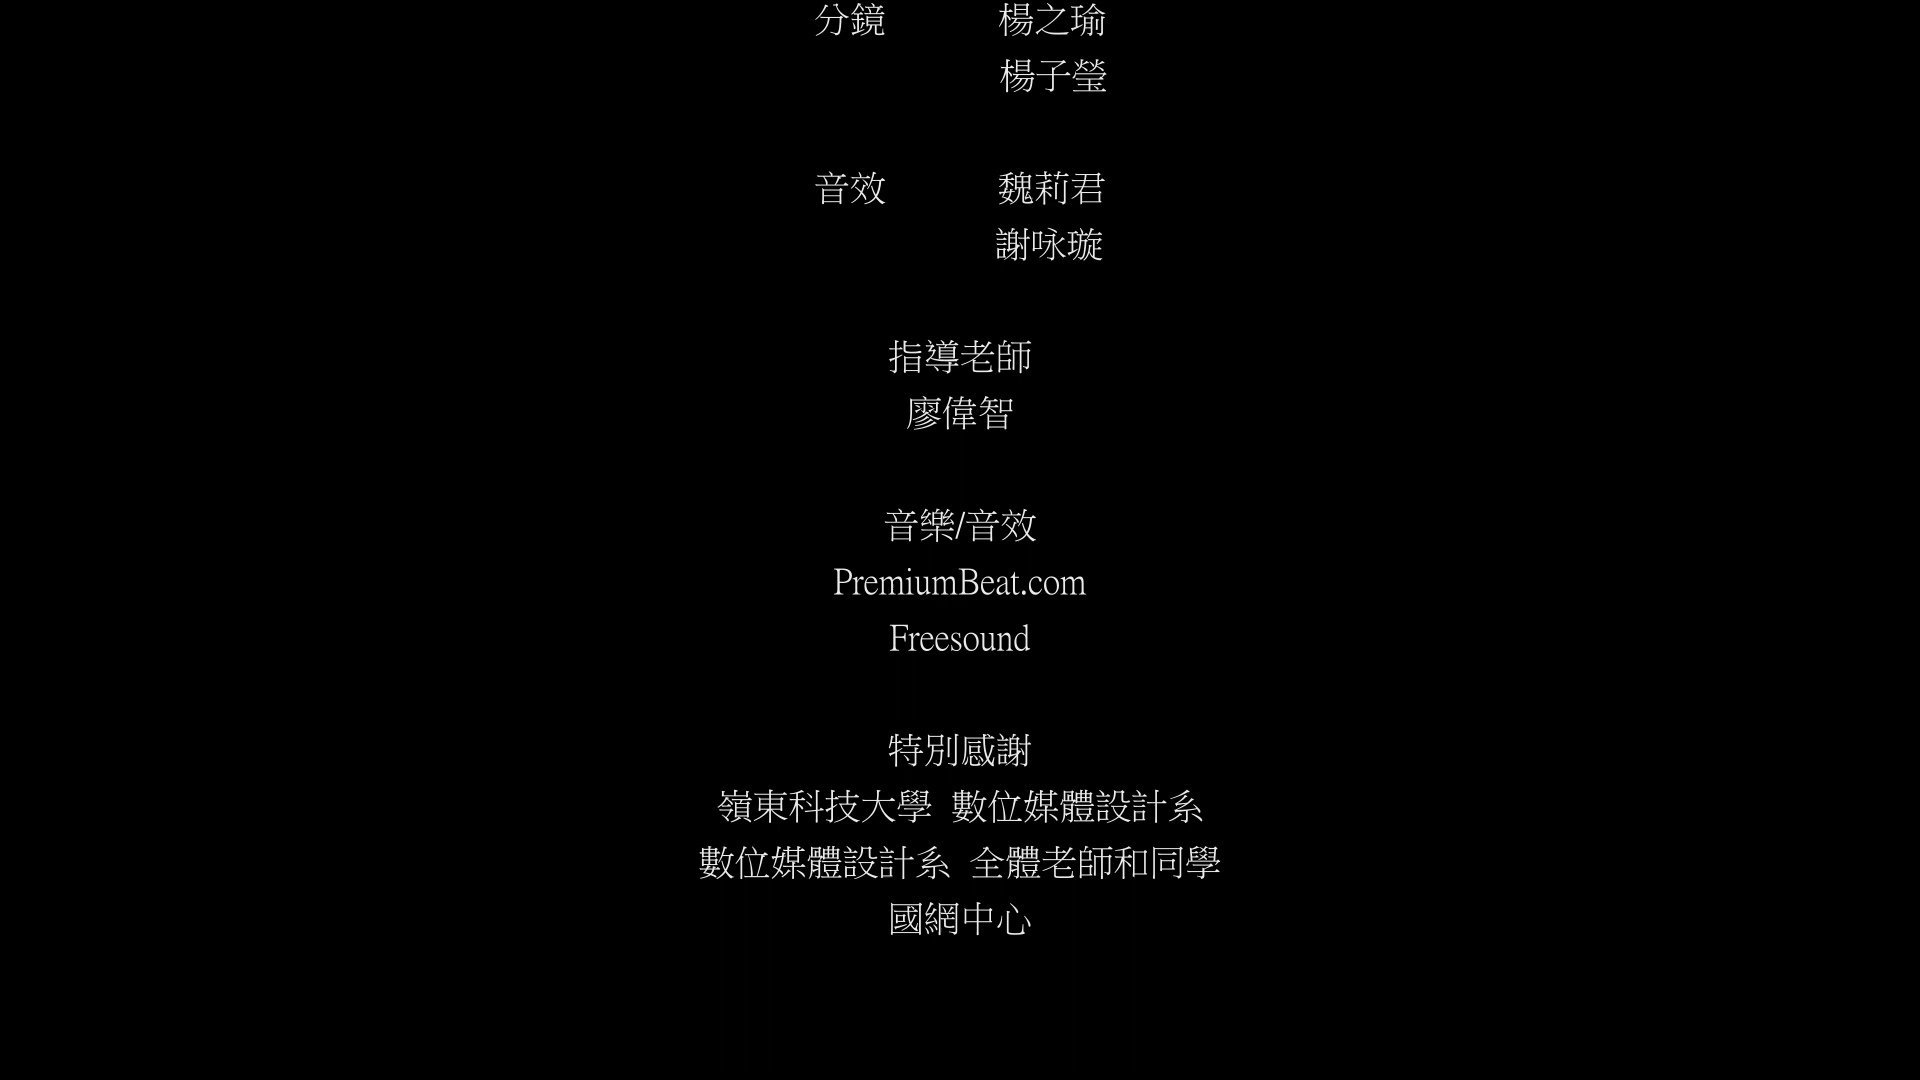 分鏡 楊之瑜
楊子瑩
音效 魏莉君
謝咏璇
指導老師
廖偉智
音樂/音效
PremiumBeat.com
Freesound
特別感謝
嶺東科技大學 數位媒體設計系
數位媒體設計系 全體老師和同學
國網中心